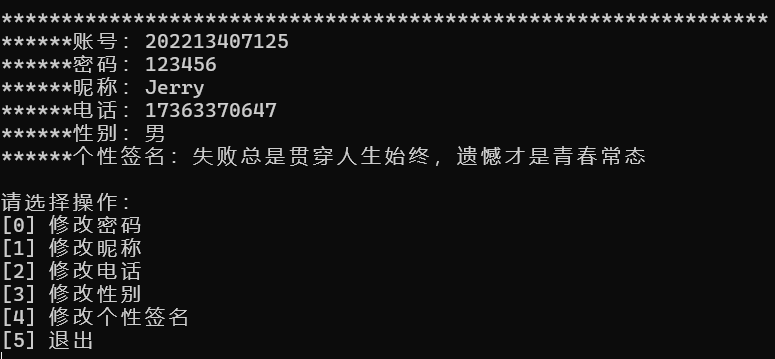 ****************************************************************
******账号：202213407125
******密码：123456
******昵称：Jerry
******电话：17363370647
******性别：男
******个性签名：失败总是贯穿人生始终，遗憾才是青春常态
请选择操作：
[0] 修改密码
[1] 修改昵称
[2] 修改电话
[3] 修改性别
[4] 修改个性签名
[5] 退出